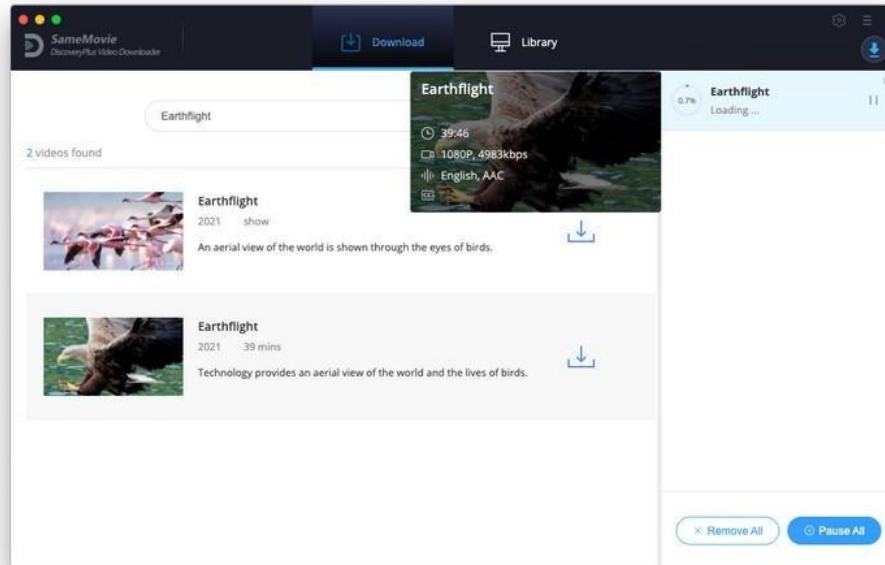 SameMovie
DiscoveryPlus Video Downloader
Download
Library
Earthflight
2 videos found
Earthflight
39:46
1080P, 4983kbps
English, AAC
CC
Earthflight
2021 show
An aerial view of the world is shown through the eyes of birds.
Earthflight
2021 39 mins
Technology provides an aerial view of the world and the lives of birds.
0.7%
Earthflight
Loading ...
Remove All
Pause All